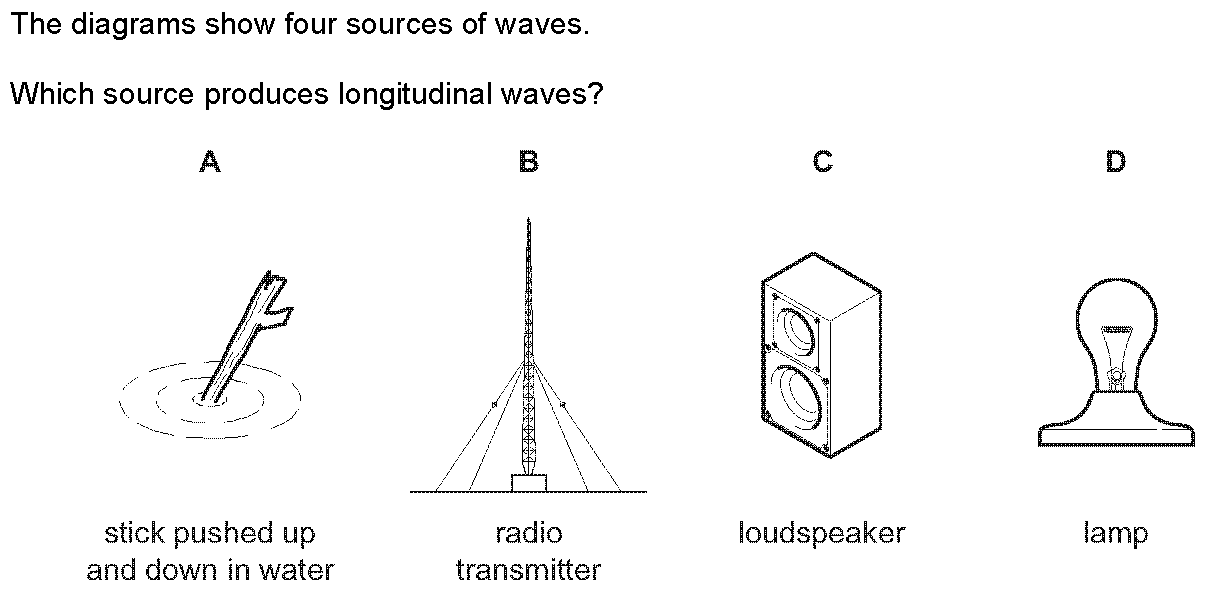 The diagrams show four sources of waves.
Which source produces longitudinal waves?
A
B
C
D
stick pushed up
and down in water
radio
transmitter
loudspeaker
lamp